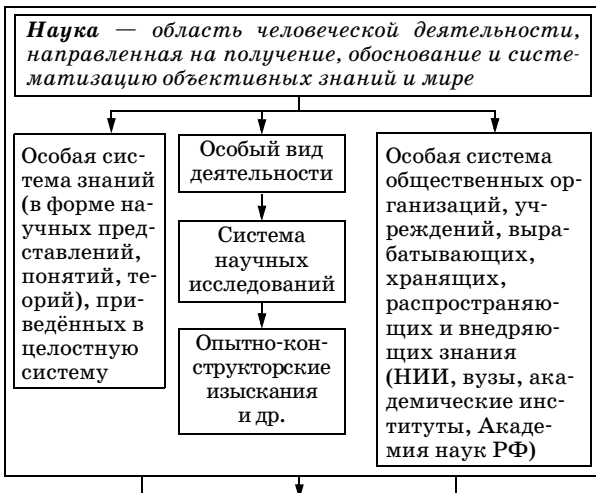 Наука — область человеческой деятельности,
направленная на получение, обоснование и систе-
матизацию объективных знаний и мире
Особая сис-
тема знаний
(в форме на-
учных пред-
ставлений,
понятий, те-
орий), при-
ведённых в
целостную
систему
Особый вид
деятельности
Система
научных
исследований
Опытно-кон-
структорские
изыскания
и др.
Особая система
общественных ор-
ганизаций, уч-
реждений, выра-
батывающих,
хранящих,
распространяю-
щих и внедряю-
щих знания
(НИИ, вузы, ака-
демические инс-
титуты, Акаде-
мия наук РФ)